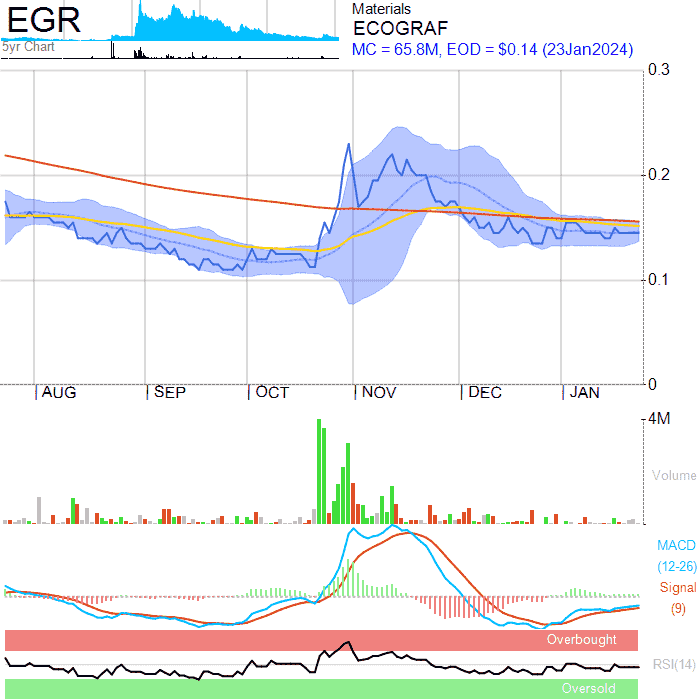 EGR
5yr Chart
Materials
ECOGRAF
MC = 65.8M, EOD = $0.14 (23Jan2024)
0.3
0.2
0.1
0
AUG SEP OCT NOV DEC JAN
4M
Volume
MACD
(12-26)
Signal
(9)
Overbought
RSI(14)
Oversold